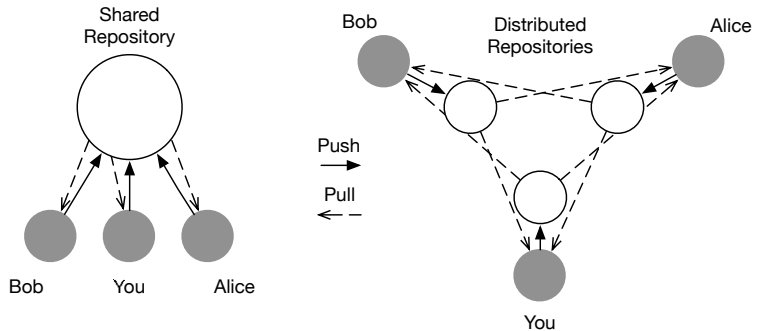 Shared
Repository
Bob
You
Alice
Push
Pull
Bob
Distributed
Repositories
Alice
You